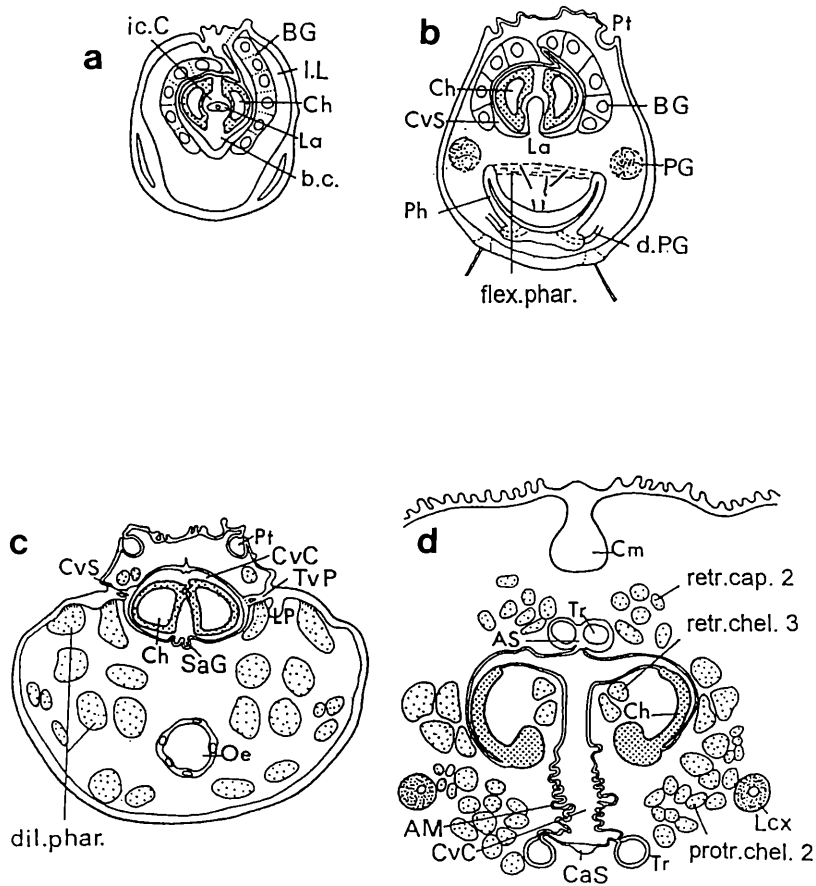 a
ic.C
BG
l.L
Ch
La
b.c.
b
Pt
Ch
CvS
BG
La
PG
Ph
d.PG
flex.phar.
c
Pt
CvS
CvC
TvP
LP
Ch
SaG
Oe
dil.phar.
d
Cm
retr.cap. 2
Tr
AS
retr.chel. 3
Ch
AM
Lcx
CvC
CaS
Tr
protr.chel. 2